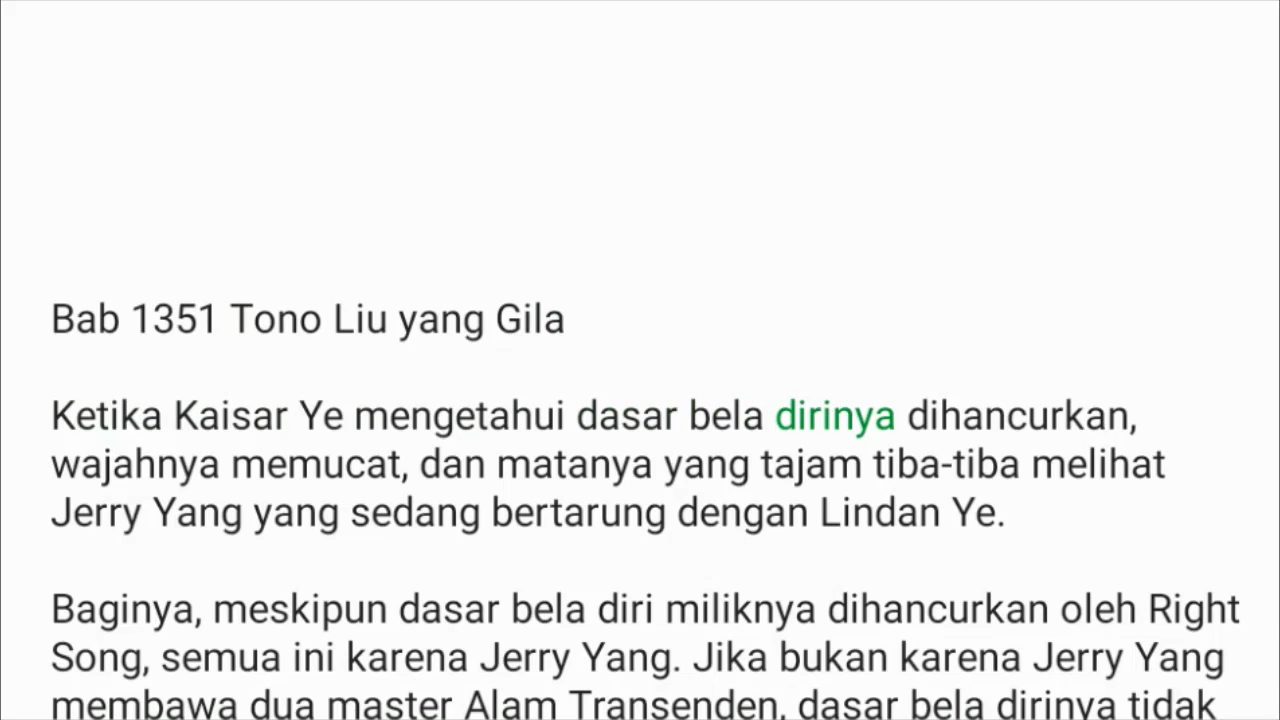 Bab 1351 Tono Liu yang Gila
Ketika Kaisar Ye mengetahui dasar bela dirinya dihancurkan,
wajahnya memucat, dan matanya yang tajam tiba-tiba melihat
Jerry Yang yang sedang bertarung dengan Lindan Ye.
Baginya, meskipun dasar bela diri miliknya dihancurkan oleh Right
Song, semua ini karena Jerry Yang. Jika bukan karena Jerry Yang
membawa dua master Alam Transenden, dasar bela dirinya tidak